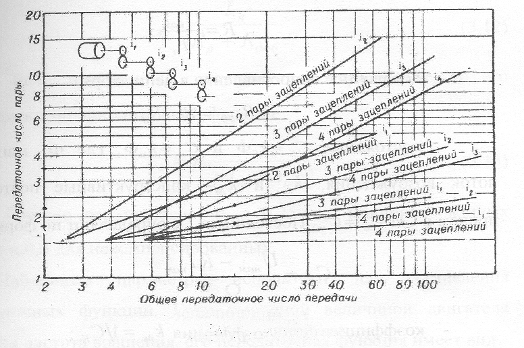 15
10
8
6
4
3
2
1
Передаточное число пары
i₁
i₂
i₃
i₄
2 пары зацеплений i₂
3 пары зацеплений i₃
4 пары зацеплений i₄
2 пары зацеплений i₁
3 пары зацеплений i₂
4 пары зацеплений i₃
3 пары зацеплений i₁
4 пары зацеплений i₂
4 пары зацеплений i₁
2 3 4 6 8 10 20 30 40 60 80 100
Общее передаточное число передачи